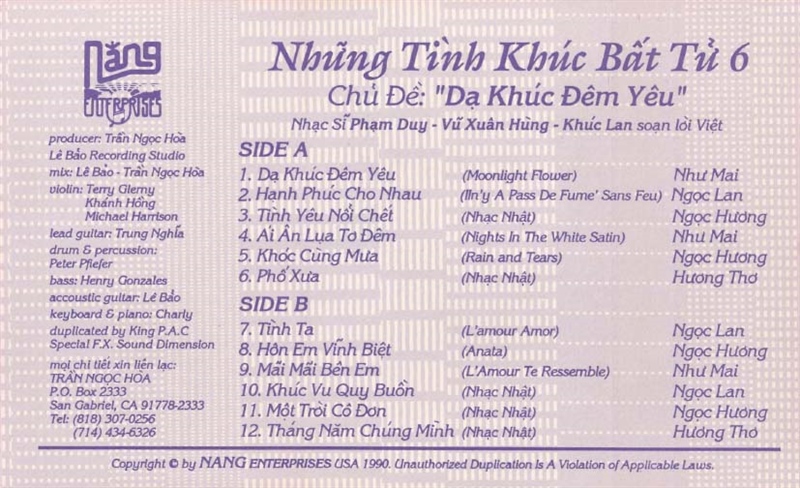 Nắng
ENTERPRISES
producer: Trần Ngọc Hòa
Lê Bảo Recording Studio
mix: Lê Bảo - Trần Ngọc Hòa
violin: Terry Glerny
Khánh Hồng
Michael Harrison
lead guitar: Trung Nghĩa
drum & percussion:
Peter Pfiefer
bass: Henry Gonzales
accoustic guitar: Lê Bảo
keyboard & piano: Charly
duplicated by King P.A.C
Special F.X. Sound Dimension
mọi chi tiết xin liên lạc:
TRẦN NGỌC HÒA
P.O. Box 2333
San Gabriel, CA 91778-2333
Tel: (818) 307-0256
(714) 434-6326
Những Tình Khúc Bất Tử 6
Chủ Đề: "Dạ Khúc Đêm Yêu"
Nhạc Sĩ Phạm Duy - Vũ Xuân Hùng - Khúc Lan soạn lời Việt
SIDE A
1. Dạ Khúc Đêm Yêu (Moonlight Flower) Như Mai
2. Hạnh Phúc Cho Nhau (IIn'y A Pass De Fume' Sans Feu) Ngọc Lan
3. Tình Yêu Nỗi Chết (Nhạc Nhật) Ngọc Hương
4. Ái Ân Lụa Tơ Đêm (Nights In The White Satin) Như Mai
5. Khóc Cùng Mưa (Rain and Tears) Ngọc Hương
6. Phố Xưa (Nhạc Nhật) Hương Thơ
SIDE B
7. Tình Ta (L'amour Amor) Ngọc Lan
8. Hôn Em Vĩnh Biệt (Anata) Ngọc Hương
9. Mãi Mãi Bên Em (L'Amour Te Ressemble) Như Mai
10. Khúc Vu Quy Buồn (Nhạc Nhật) Ngọc Lan
11. Một Trời Cô Đơn (Nhạc Nhật) Ngọc Hương
12. Tháng Năm Chúng Mình (Nhạc Nhật) Hương Thơ
Copyright © by NANG ENTERPRISES USA 1990. Unauthorized Duplication Is A Violation of Applicable Laws.